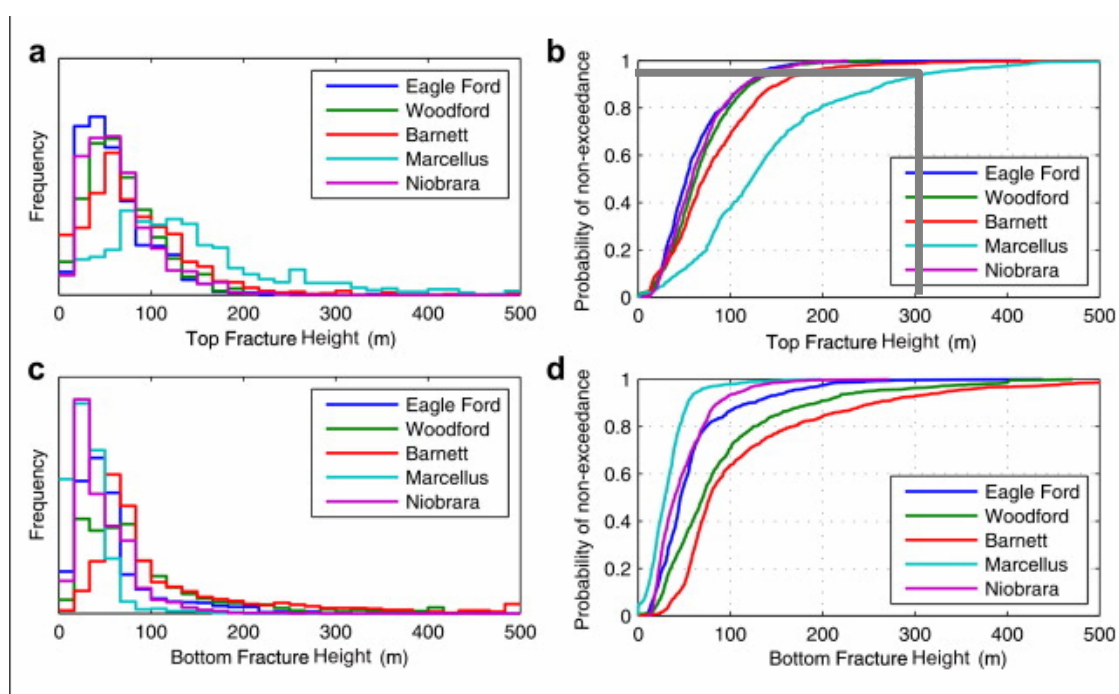 a
Frequency
Eagle Ford
Woodford
Barnett
Marcellus
Niobrara
0 100 200 300 400 500
Top Fracture Height (m)
b
Probability of non-exceedance
1
0.8
0.6
0.4
0.2
0
Eagle Ford
Woodford
Barnett
Marcellus
Niobrara
0 100 200 300 400 500
Top Fracture Height (m)
c
Frequency
Eagle Ford
Woodford
Barnett
Marcellus
Niobrara
0 100 200 300 400 500
Bottom Fracture Height (m)
d
Probability of non-exceedance
1
0.8
0.6
0.4
0.2
0
Eagle Ford
Woodford
Barnett
Marcellus
Niobrara
0 100 200 300 400 500
Bottom Fracture Height (m)